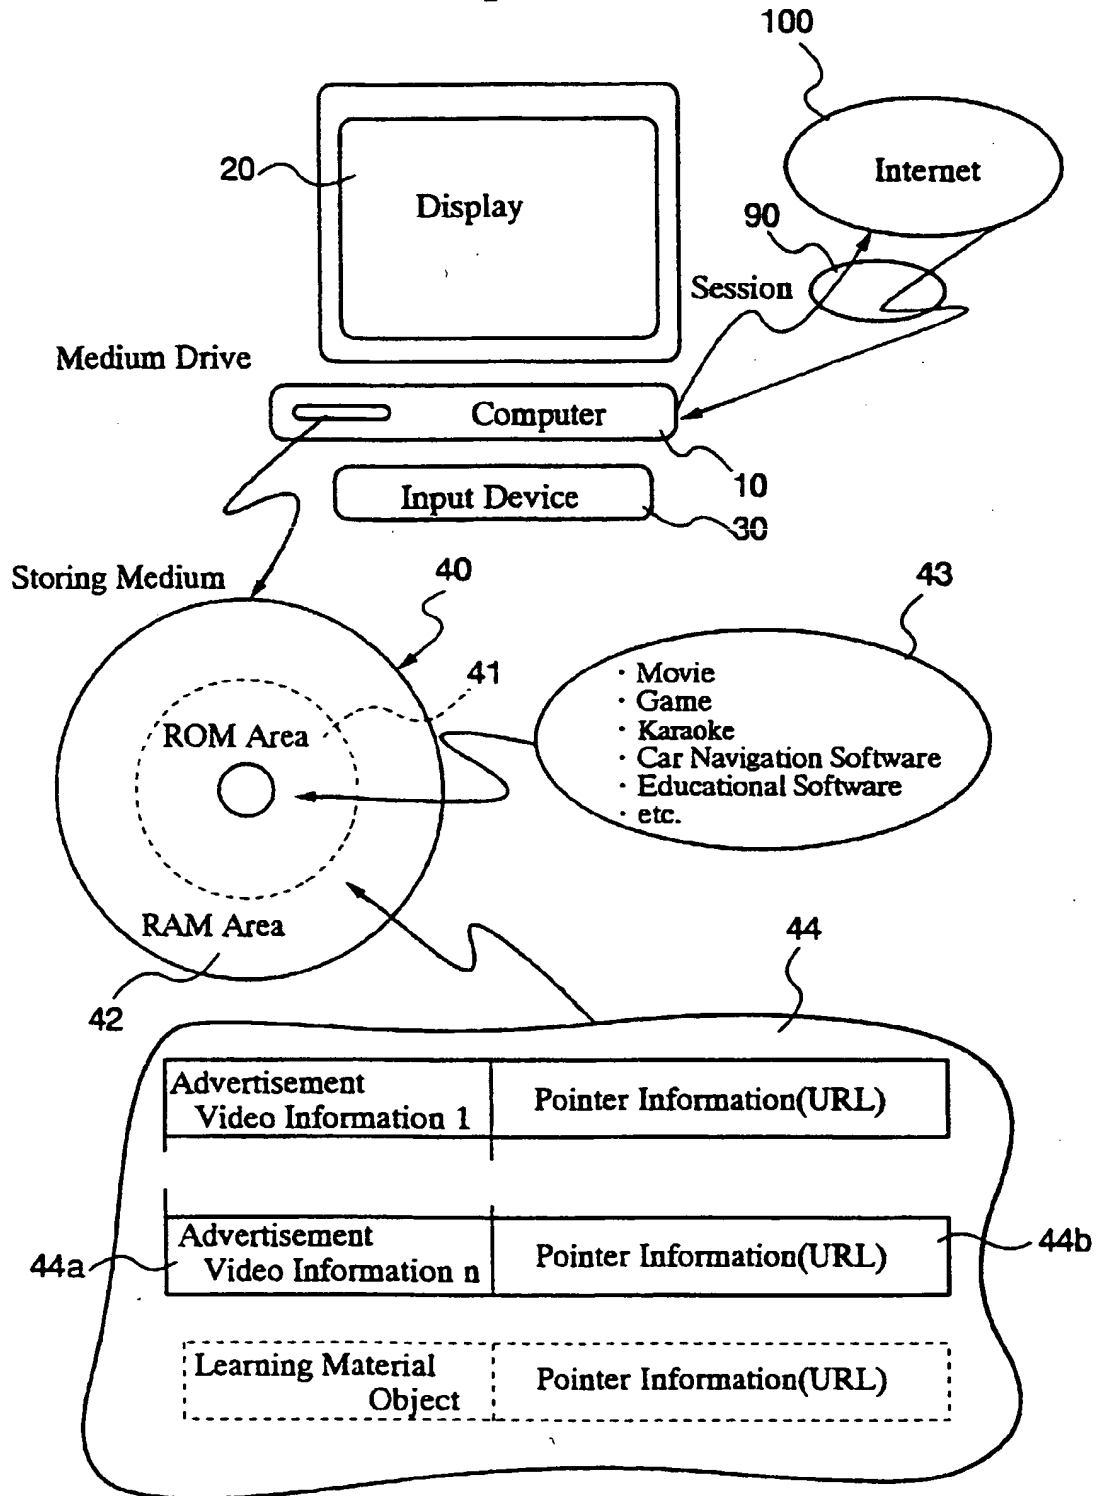 100
20
Display
Internet
90
Session
Medium Drive
Computer
10
Input Device
30
Storing Medium
40
43
41
ROM Area
· Movie
· Game
· Karaoke
· Car Navigation Software
· Educational Software
· etc.
RAM Area
42
44
Advertisement
Video Information 1
Pointer Information(URL)
Advertisement
Video Information n
Pointer Information(URL)
44a
44b
Learning Material
Object
Pointer Information(URL)